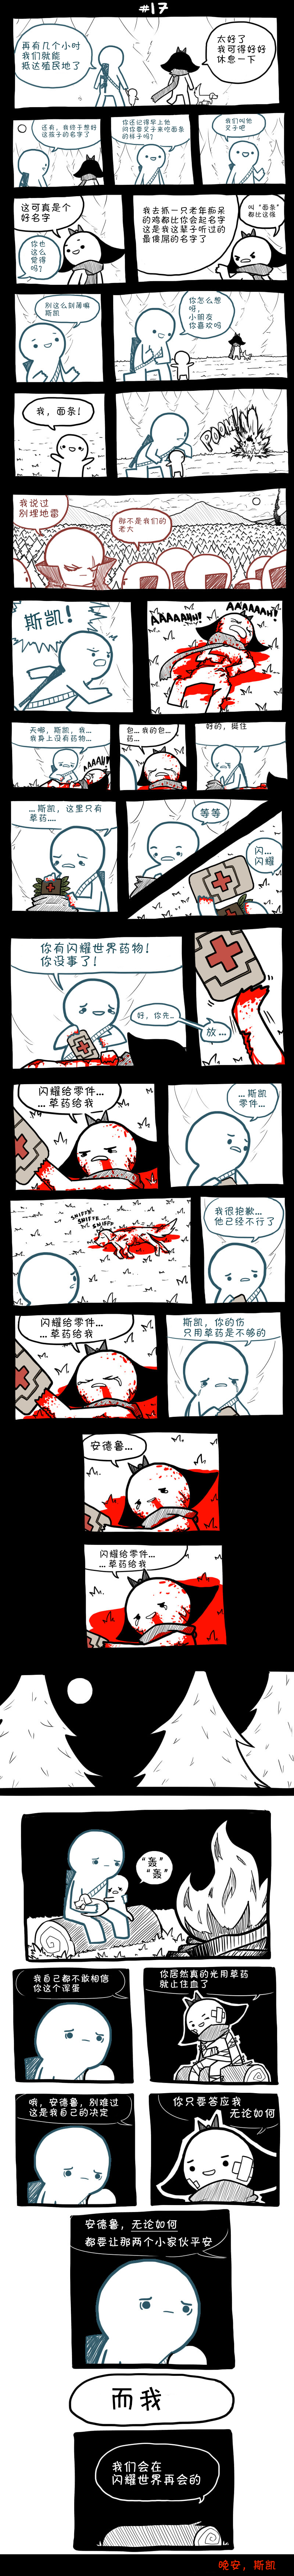 #17
再有几个小时
我们就能
抵达殖民地了
太好了
我可得好好
休息一下
还有，我终于想好
这孩子的名字了
你还记得早上他
问你要叉子来吃面条
的样子吗？
我们叫他
叉子吧
这可真是个
好名字
你也
这么
觉得
吗？
我去抓一只老年痴呆
的鸡都比你会起名字
这是我这辈子听过的
最傻屌的名字了
叫“面条”
都比这强
别这么刻薄嘛
斯凯
你怎么想
呀，
小朋友
你喜欢吗
我，面条！
我说过
别埋地雷
那不是我们的
老大
斯凯！
AAAAAHH!
AAAAAAH!
天哪，斯凯，我...
我身上没有药物...
包...我的包...
药...
好的，挺住
...斯凯，这里只有
草药....
等等
闪...
闪耀
你有闪耀世界药物！
你没事了！
好，你先..
放...
闪耀给零件...
...草药给我
...斯凯
零件...
SNIFF~
SNIFF~
SNIFF~
我很抱歉...
他已经不行了
闪耀给零件...
...草药给我
斯凯，你的伤
只用草药是不够的
安德鲁...
闪耀给零件...
...草药给我
“轰”
“轰”
我自己都不敢相信
你这个浑蛋
你居然真的光用草药
就止住血了
哦，安德鲁，别难过
这是我自己的决定
你只要答应我
无论如何
安德鲁，无论如何
都要让那两个小家伙平安
而我
我们会在
闪耀世界再会的
晚安，斯凯